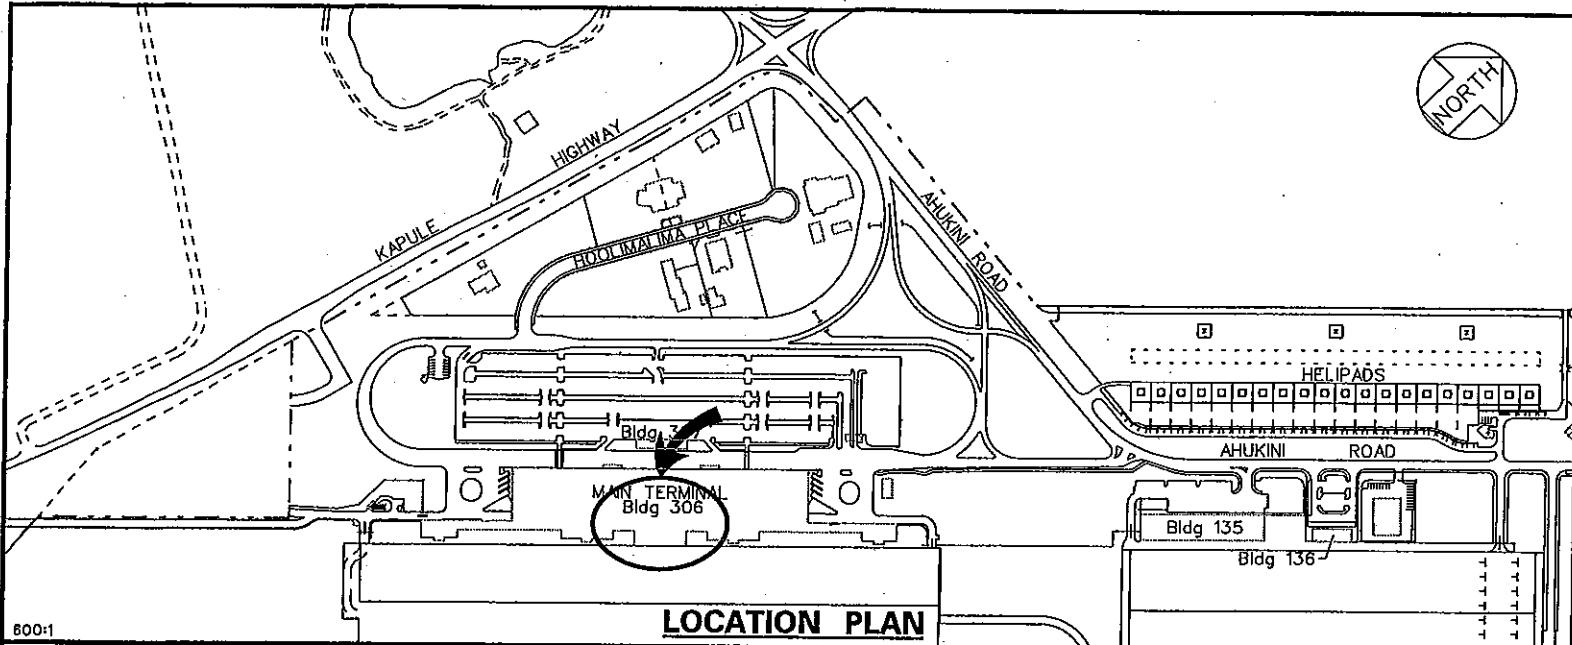 NORTH
KAPULE HIGHWAY
HOOLIMALIMA PLACE
AHUKINI ROAD
HELIPADS
AHUKINI ROAD
Bldg
MAIN TERMINAL
Bldg 306
Bldg 135
Bldg 136
LOCATION PLAN
600:1